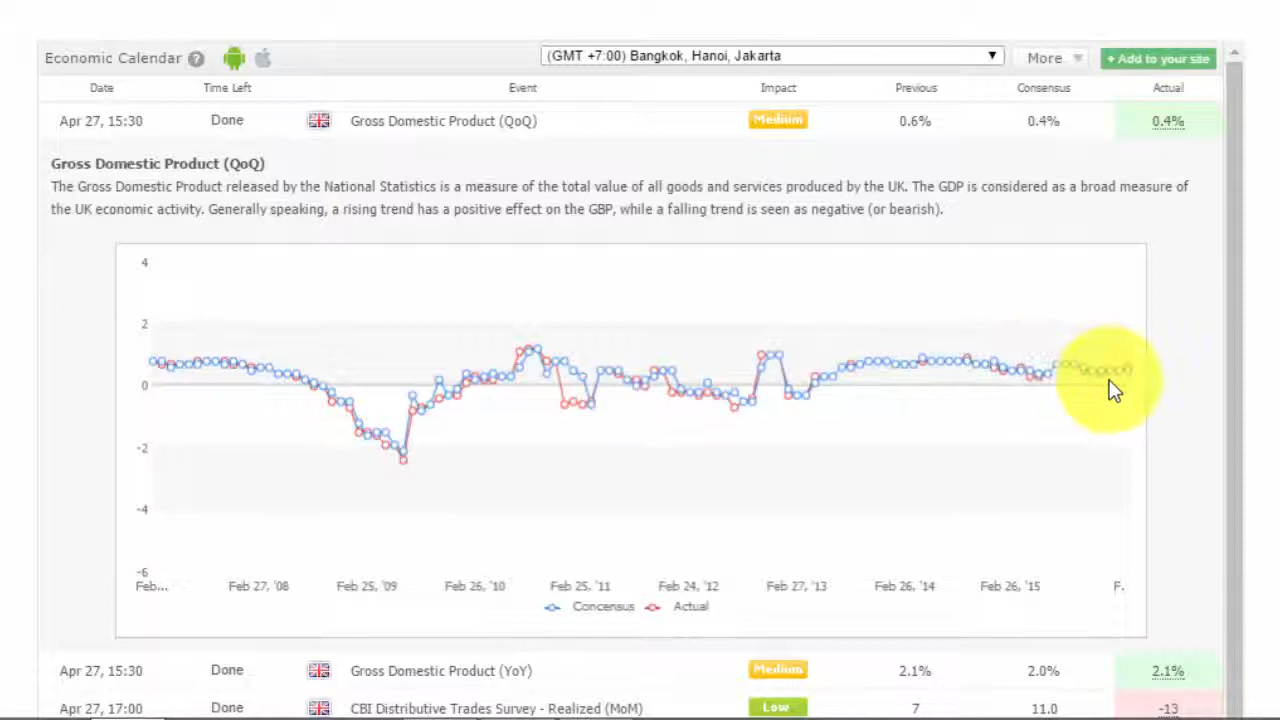 Economic Calendar ? (GMT +7:00) Bangkok, Hanoi, Jakarta ▼ More ▼ + Add to your site
Date Time Left Event Impact Previous Consensus Actual
Apr 27, 15:30 Done Gross Domestic Product (QoQ) Medium 0.6% 0.4% 0.4%
Gross Domestic Product (QoQ)
The Gross Domestic Product released by the National Statistics is a measure of the total value of all goods and services produced by the UK. The GDP is considered as a broad measure of
the UK economic activity. Generally speaking, a rising trend has a positive effect on the GBP, while a falling trend is seen as negative (or bearish).
4
2
0
-2
-4
-6
Feb... Feb 27, '08 Feb 25, '09 Feb 26, '10 Feb 25, '11 Feb 24, '12 Feb 27, '13 Feb 26, '14 Feb 26, '15 F.
Concensus Actual
Apr 27, 15:30 Done Gross Domestic Product (YoY) Medium 2.1% 2.0% 2.1%
Apr 27, 17:00 Done CBI Distributive Trades Survey - Realized (MoM) Low 7 11.0 -13